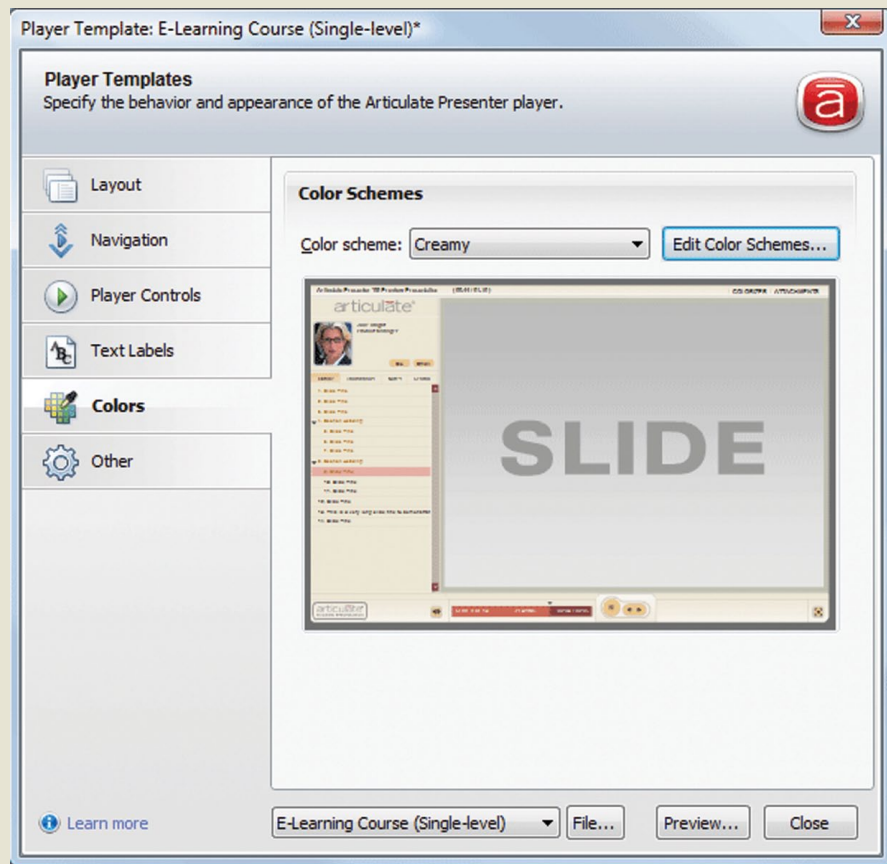 Player Template: E-Learning Course (Single-level)*
Player Templates
Specify the behavior and appearance of the Articulate Presenter player.
ā
Layout
Navigation
Player Controls
Text Labels
Colors
Other
Color Schemes
Color scheme: Creamy
Edit Color Schemes...
articulate
SLIDE
articulate
Learn more
E-Learning Course (Single-level)
File...
Preview...
Close